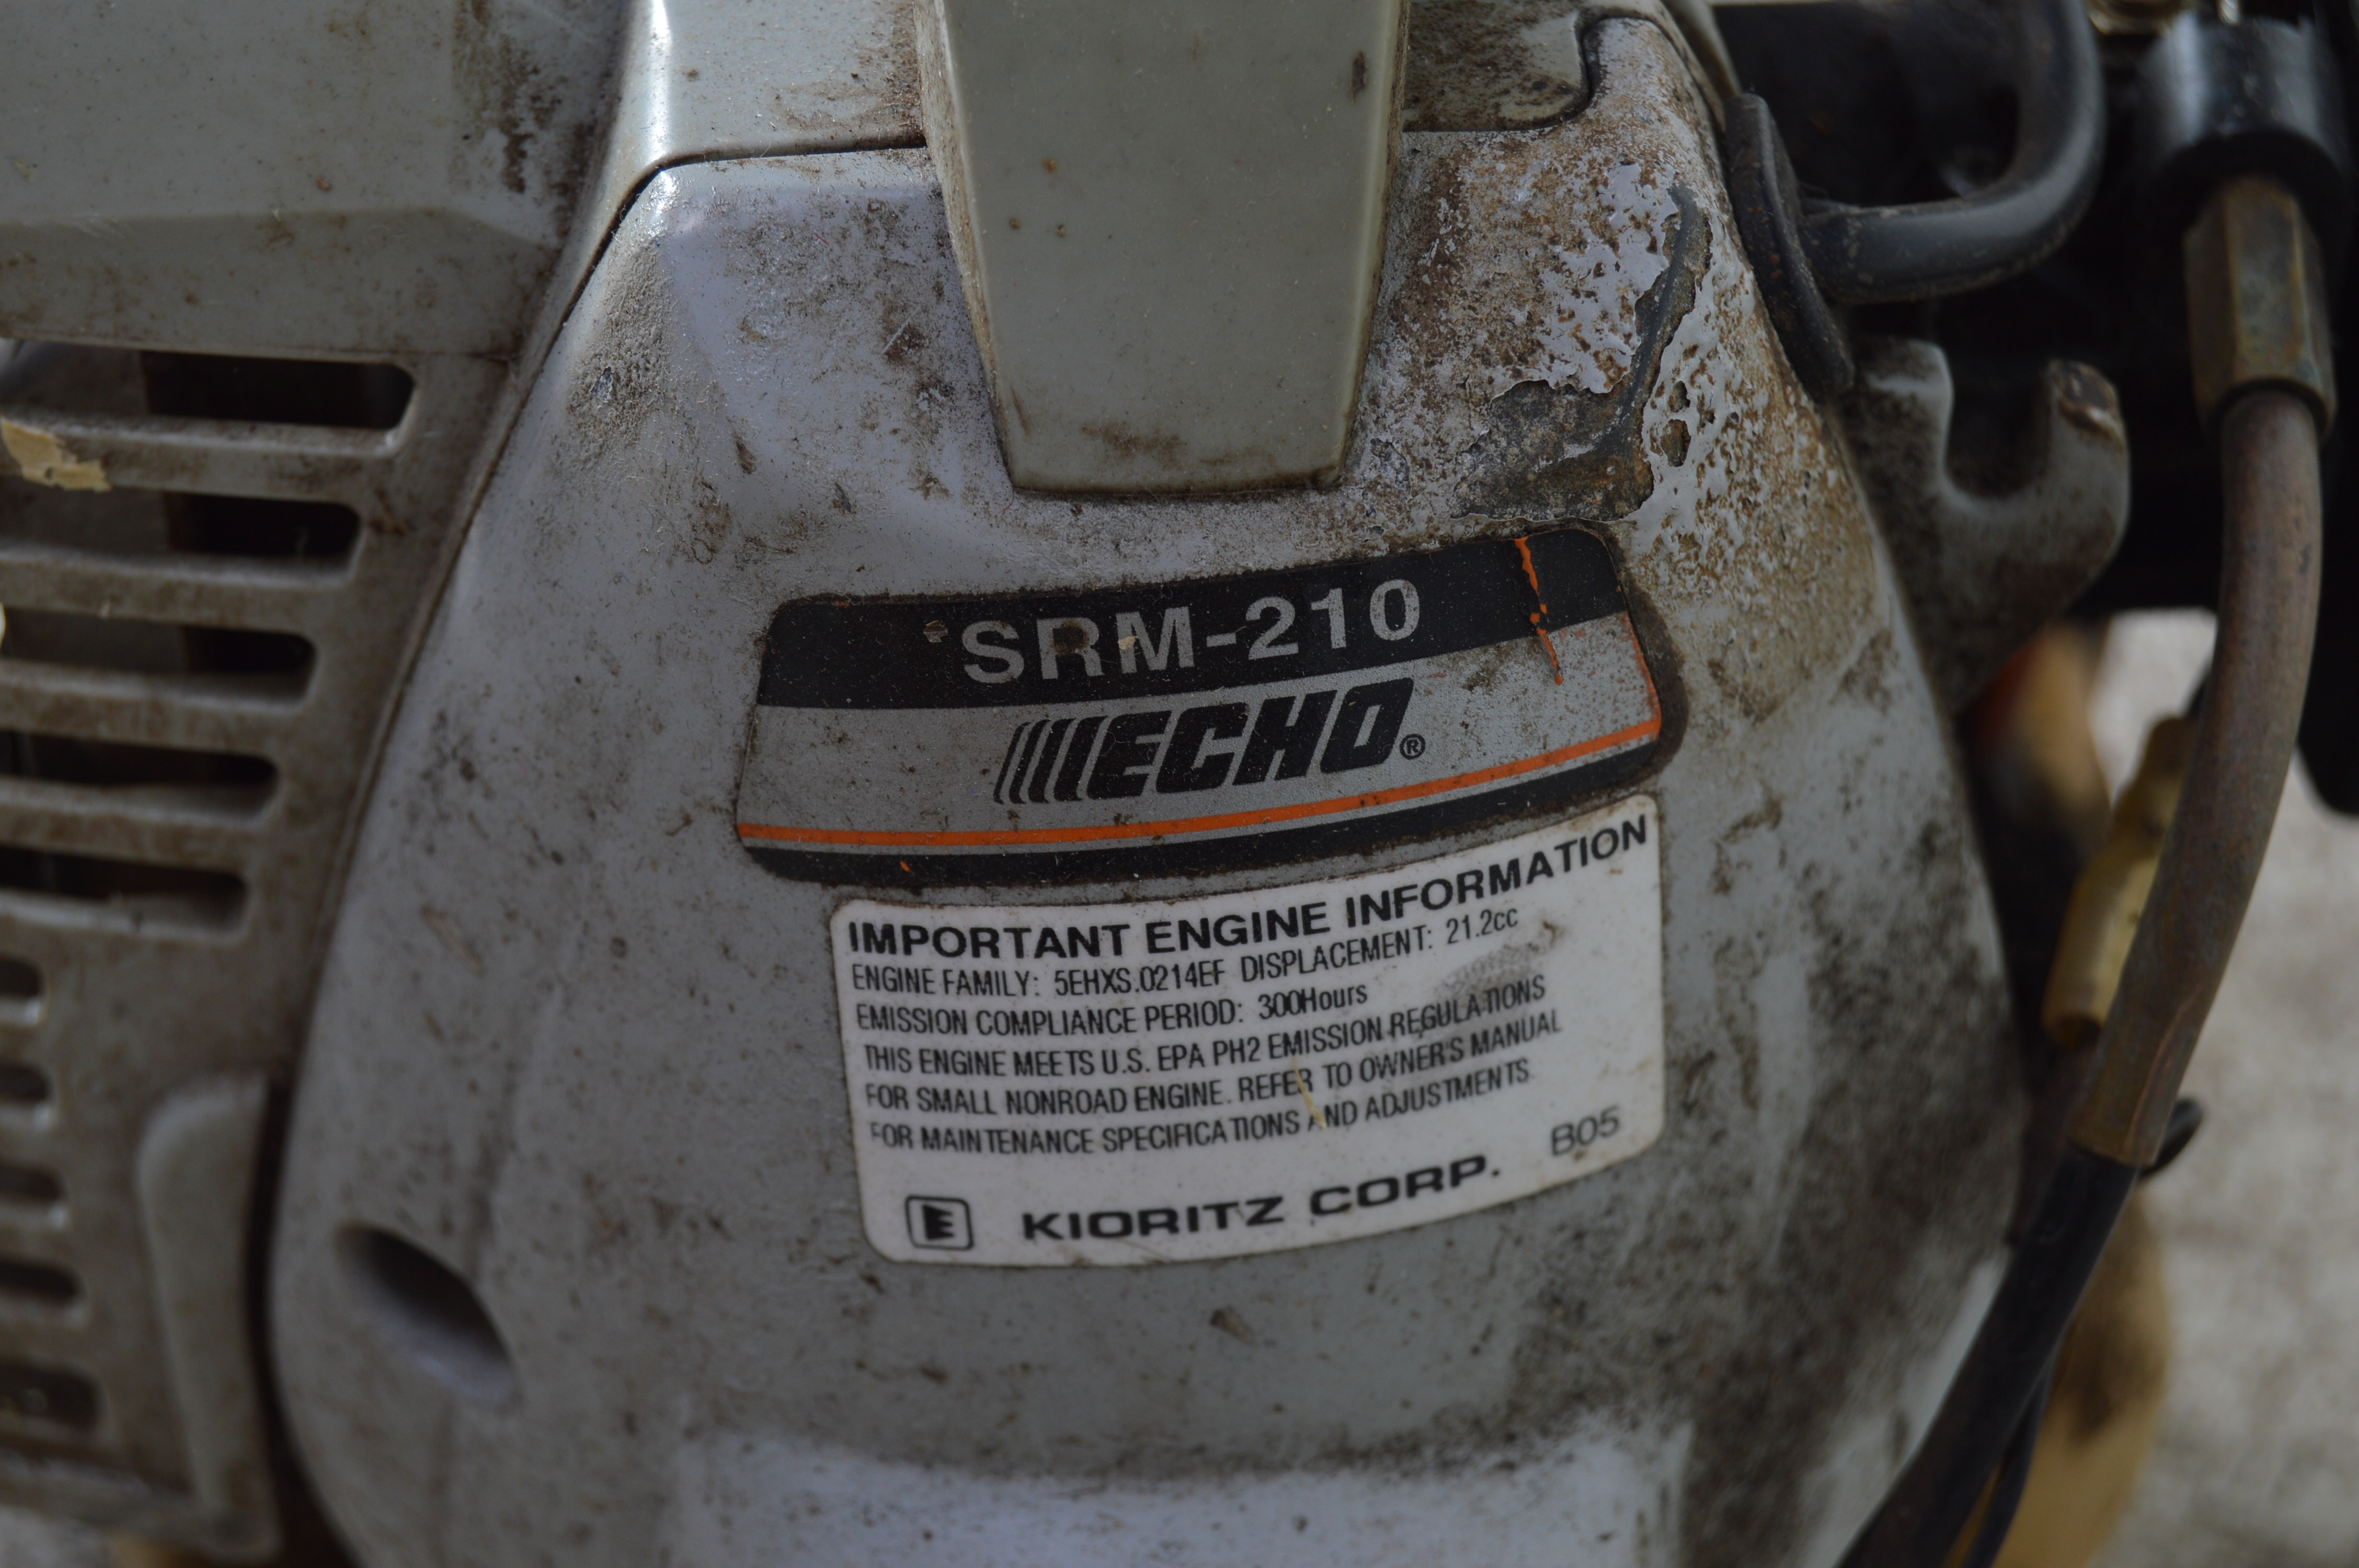 SRM-210
ECHO®
IMPORTANT ENGINE INFORMATION
ENGINE FAMILY: 5EHXS.0214EF DISPLACEMENT: 21.2cc
EMISSION COMPLIANCE PERIOD: 300Hours
THIS ENGINE MEETS U.S. EPA PH2 EMISSION REGULATIONS
FOR SMALL NONROAD ENGINE. REFER TO OWNER'S MANUAL
FOR MAINTENANCE SPECIFICATIONS AND ADJUSTMENTS.
B05
E KIORITZ CORP.